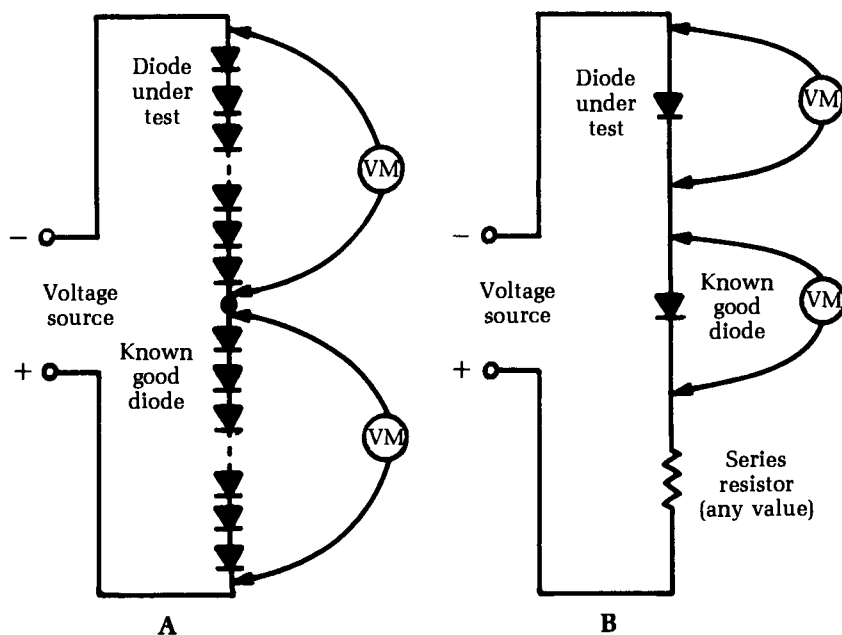 Diode
under
test
VM
−
Voltage
source
+
Known
good
diode
VM
A
Diode
under
test
VM
−
Voltage
source
+
Known
good
diode
VM
Series
resistor
(any value)
B